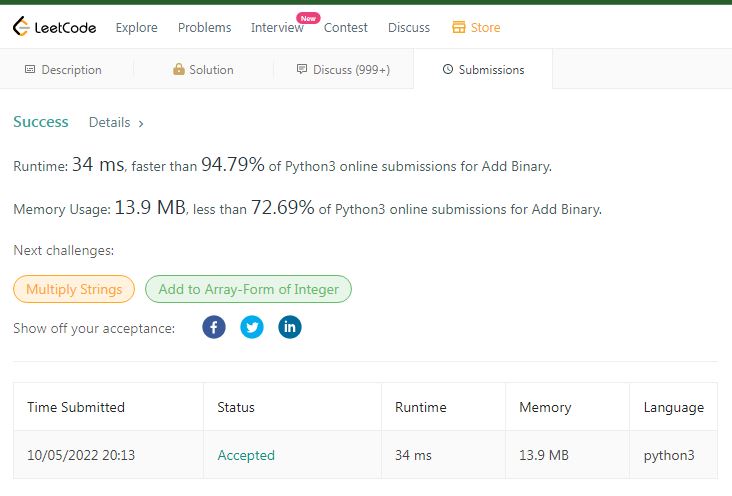 LeetCode Explore Problems Interview New Contest Discuss Store
Description Solution Discuss (999+) Submissions
Success Details
Runtime: 34 ms, faster than 94.79% of Python3 online submissions for Add Binary.
Memory Usage: 13.9 MB, less than 72.69% of Python3 online submissions for Add Binary.
Next challenges:
Multiply Strings Add to Array-Form of Integer
Show off your acceptance:
Time Submitted Status Runtime Memory Language
10/05/2022 20:13 Accepted 34 ms 13.9 MB python3